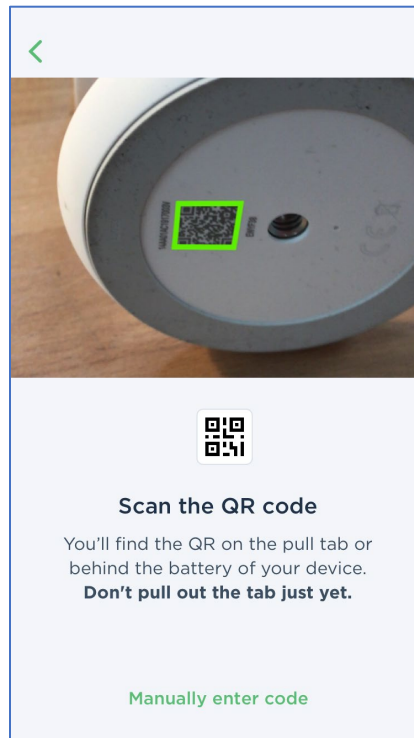 Scan the QR code
You’ll find the QR on the pull tab or
behind the battery of your device.
Don't pull out the tab just yet.
Manually enter code